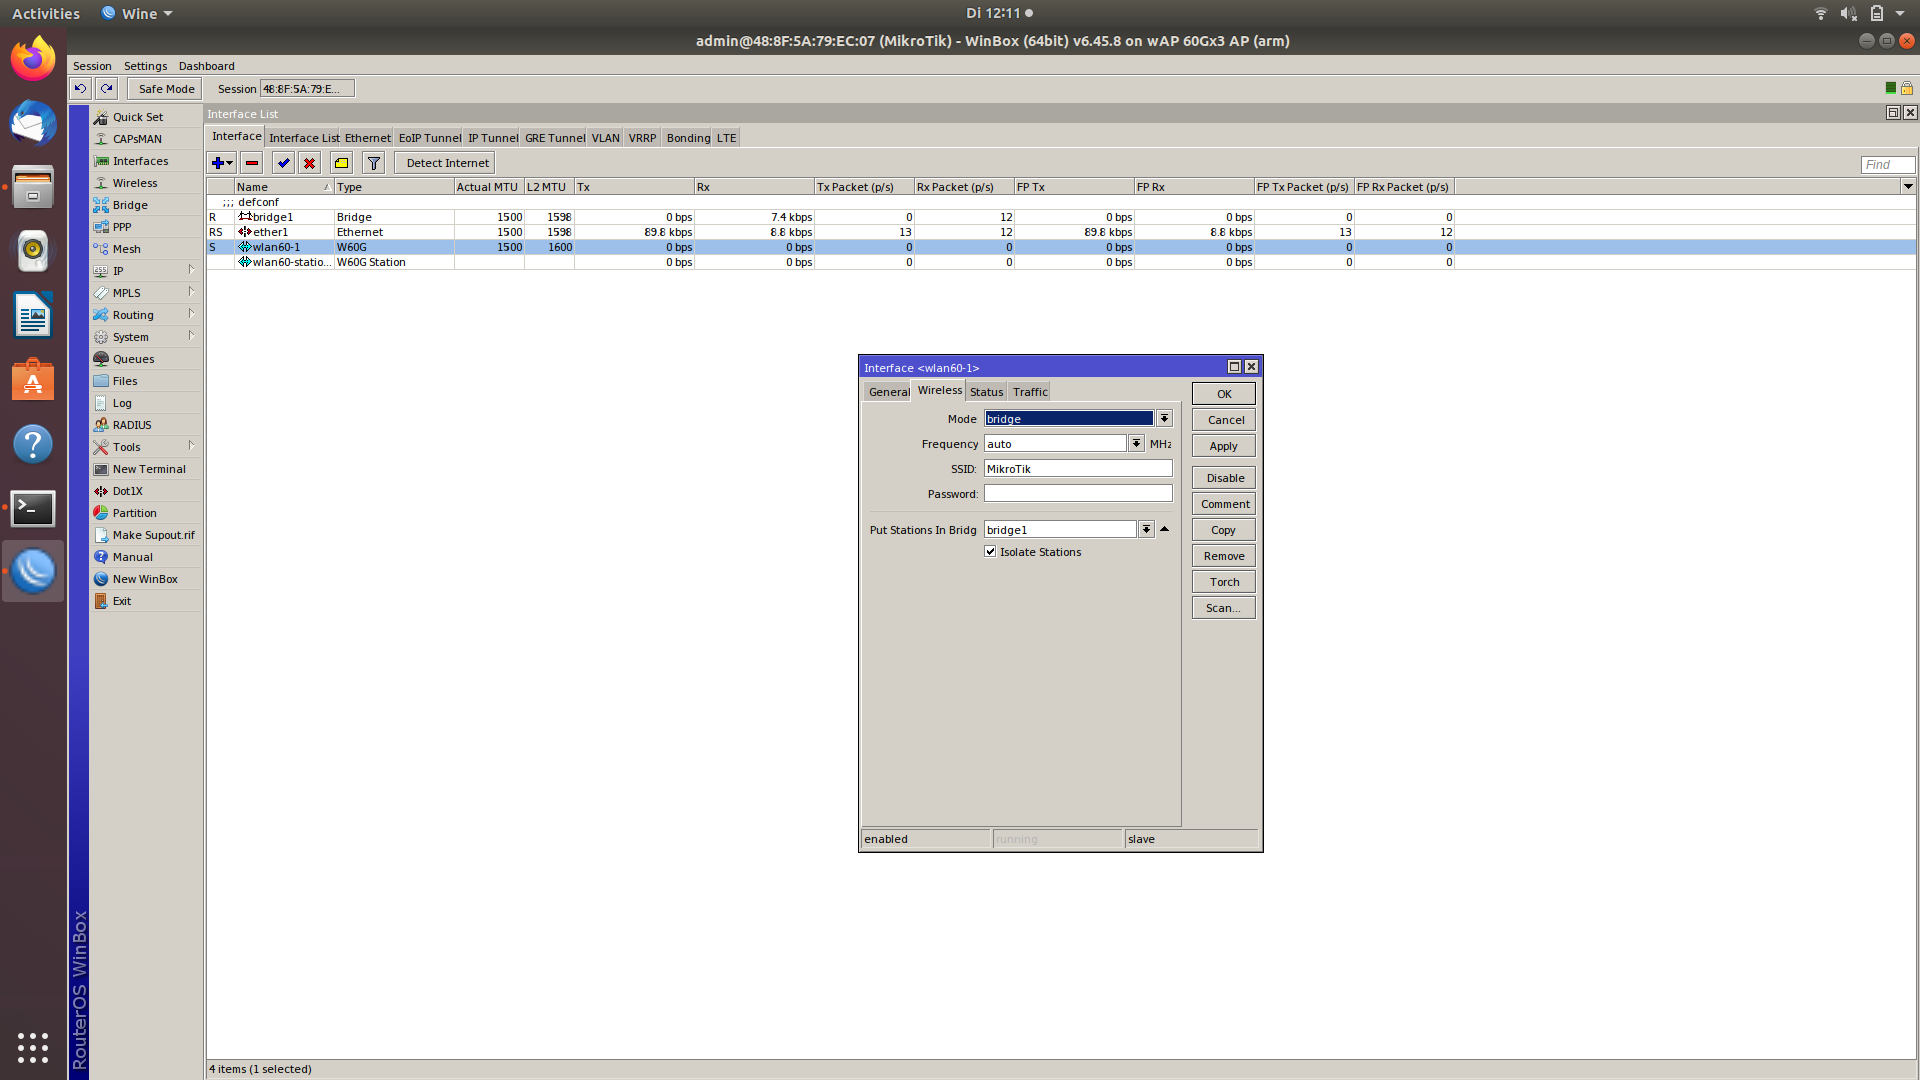 Activities Wine Di 12:11
admin@48:8F:5A:79:EC:07 (MikroTik) - WinBox (64bit) v6.45.8 on wAP 60Gx3 AP (arm)
Session Settings Dashboard
Safe Mode Session 48:8F:5A:79:E...
Quick Set
CAPsMAN
Interfaces
Wireless
Bridge
PPP
Mesh
IP
MPLS
Routing
System
Queues
Files
Log
RADIUS
Tools
New Terminal
Dot1X
Partition
Make Supout.rif
Manual
New WinBox
Exit
RouterOS WinBox
Interface List
Interface Interface List Ethernet EoIP Tunnel IP Tunnel GRE Tunnel VLAN VRRP Bonding LTE
Detect Internet Find
Name Type Actual MTU L2 MTU Tx Rx Tx Packet (p/s) Rx Packet (p/s) FP Tx FP Rx FP Tx Packet (p/s) FP Rx Packet (p/s)
;;; defconf
R bridge1 Bridge 1500 1598 0 bps 7.4 kbps 0 12 0 bps 0 bps 0 0
RS ether1 Ethernet 1500 1598 89.8 kbps 8.8 kbps 13 12 89.8 kbps 8.8 kbps 13 12
S wlan60-1 W60G 1500 1600 0 bps 0 bps 0 0 0 bps 0 bps 0 0
wlan60-statio... W60G Station 0 bps 0 bps 0 0 0 bps 0 bps 0 0
Interface <wlan60-1>
General Wireless Status Traffic
Mode bridge
Frequency auto MHz
SSID: MikroTik
Password:
Put Stations In Bridg bridge1
Isolate Stations
OK
Cancel
Apply
Disable
Comment
Copy
Remove
Torch
Scan...
enabled running slave
4 items (1 selected)